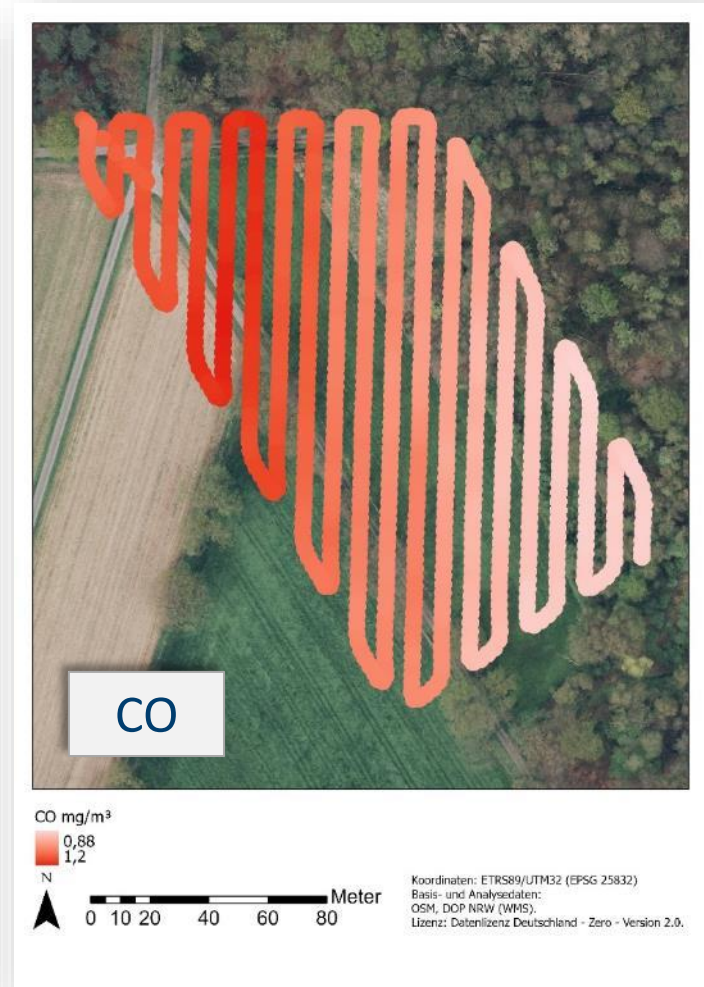 CO
CO mg/m³
0,88
1,2
N
Meter
0 10 20 40 60 80
Koordinaten: ETRS89/UTM32 (EPSG 25832)
Basis- und Analysedaten:
OSM, DOP NRW (WMS).
Lizenz: Datenlizenz Deutschland - Zero - Version 2.0.